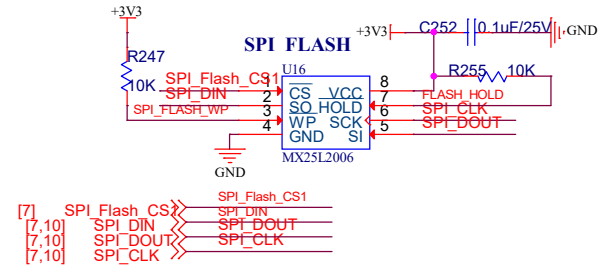 +3V3
+3V3
C252
0.1uF/25V
GND
SPI FLASH
R247
10K
U16
R255
10K
SPI_Flash_CS1
1
CS
VCC
8
SPI_DIN
2
SO
HOLD
7
FLASH_HOLD
SPI_FLASH_WP
3
WP
SCK
6
SPI_CLK
4
GND
SI
5
SPI_DOUT
GND
MX25L2006
SPI_Flash_CS1
[7]
SPI_Flash_CS1
SPI_DIN
[7,10]
SPI_DIN
SPI_DOUT
[7,10]
SPI_DOUT
SPI_CLK
[7,10]
SPI_CLK